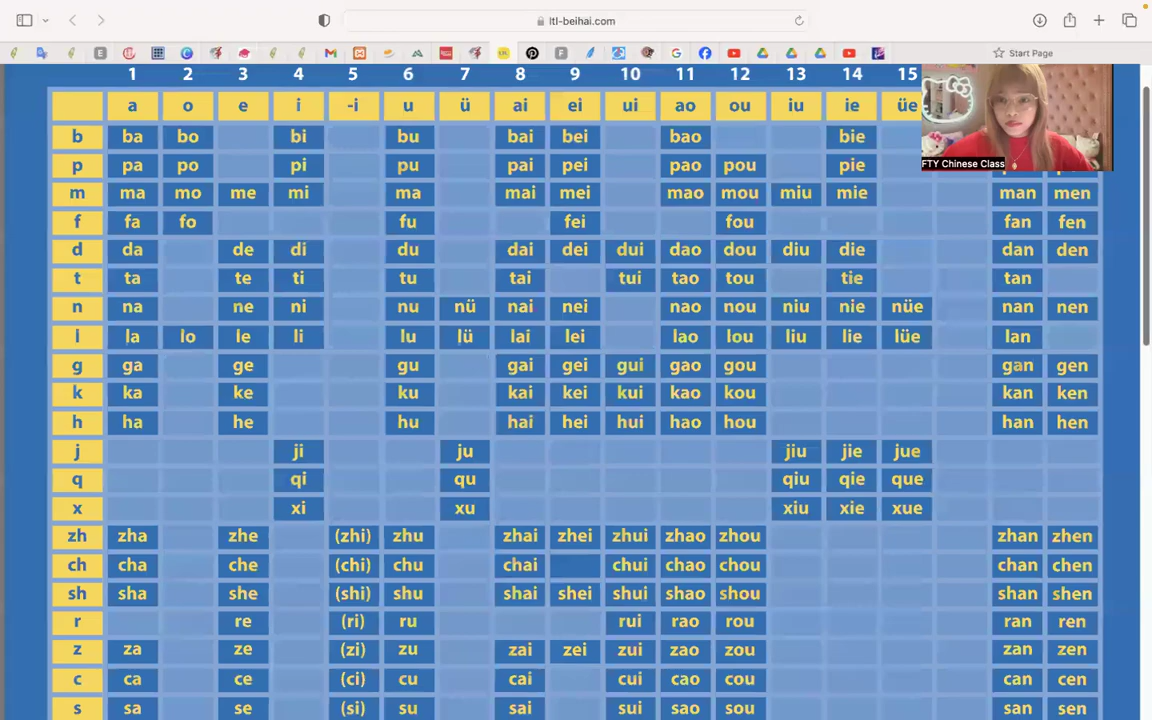 ltl-beihai.com
Start Page
1 2 3 4 5 6 7 8 9 10 11 12 13 14 15
a o e i -i u ü ai ei ui ao ou iu ie üe
FTY Chinese Class
b ba bo bi bu bai bei bao bie
p pa po pi pu pai pei pao pou pie
m ma mo me mi ma mai mei mao mou miu mie man men
f fa fo fu fei fou fan fen
d da de di du dai dei dui dao dou diu die dan den
t ta te ti tu tai tui tao tou tie tan
n na ne ni nu nü nai nei nao nou niu nie nüe nan nen
l la lo le li lu lü lai lei lao lou liu lie lüe lan
g ga ge gu gai gei gui gao gou gan gen
k ka ke ku kai kei kui kao kou kan ken
h ha he hu hai hei hui hao hou han hen
j ji ju jiu jie jue
q qi qu qiu qie que
x xi xu xiu xie xue
zh zha zhe (zhi) zhu zhai zhei zhui zhao zhou zhan zhen
ch cha che (chi) chu chai chui chao chou chan chen
sh sha she (shi) shu shai shei shui shao shou shan shen
r re (ri) ru rui rao rou ran ren
z za ze (zi) zu zai zei zui zao zou zan zen
c ca ce (ci) cu cai cui cao cou can cen
s sa se (si) su sai sui sao sou san sen